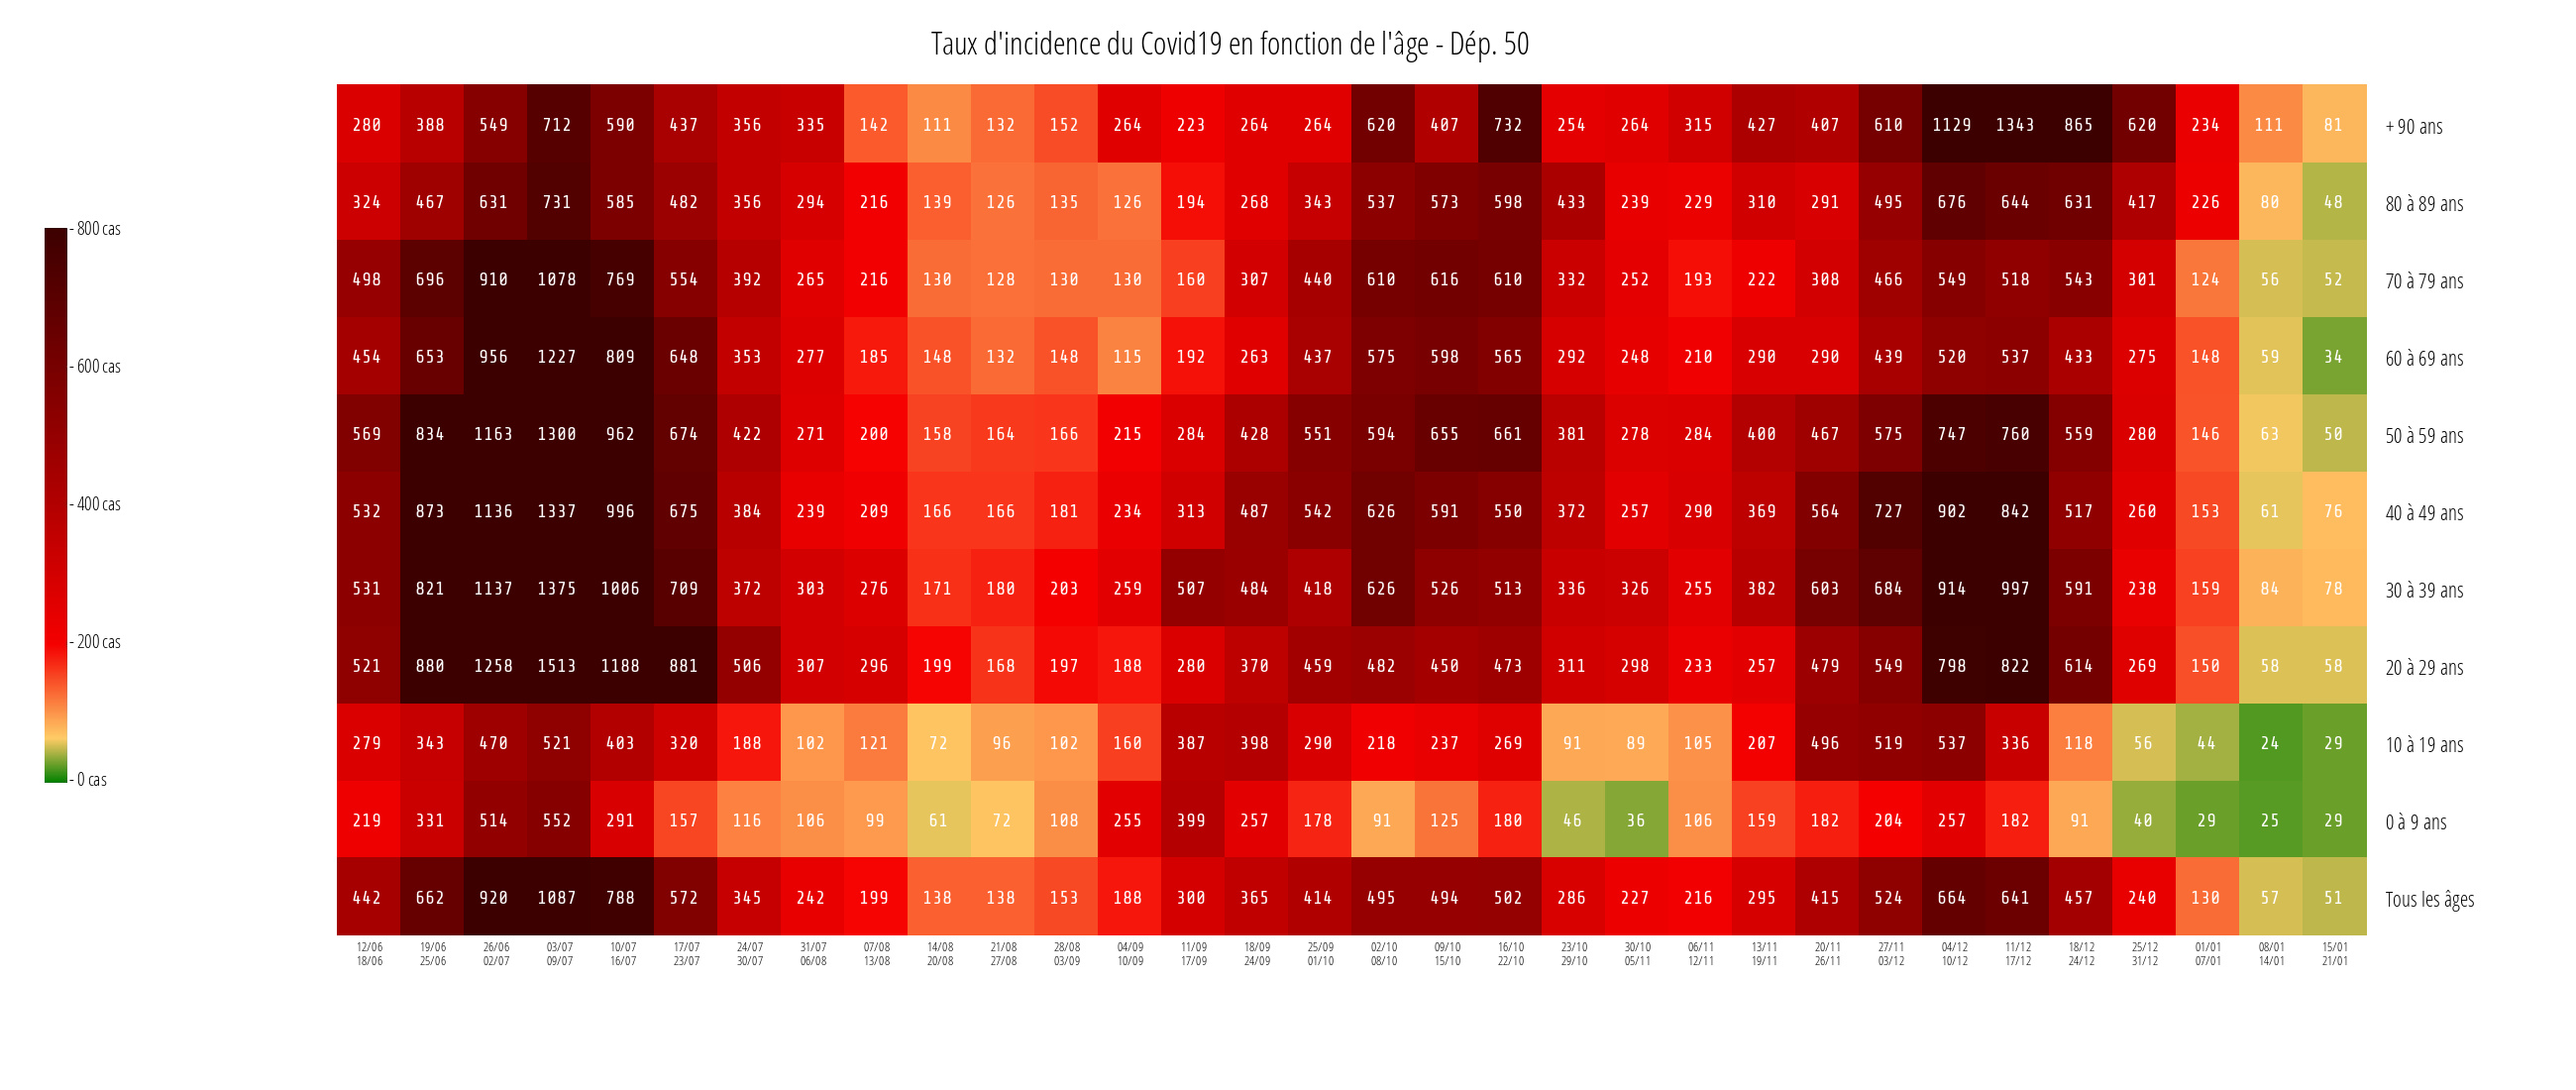 Taux d'incidence du Covid19 en fonction de l'âge - Dép. 50
280 388 549 712 590 437 356 335 142 111 132 152 264 223 264 264 620 407 732 254 264 315 427 407 610 1129 1343 865 620 234 111 81 + 90 ans
324 467 631 731 585 482 356 294 216 139 126 135 126 194 268 343 537 573 598 433 239 229 310 291 495 676 644 631 417 226 80 48 80 à 89 ans
498 696 910 1078 769 554 392 265 216 130 128 130 130 160 307 440 610 616 610 332 252 193 222 308 466 549 518 543 301 124 56 52 70 à 79 ans
454 653 956 1227 809 648 353 277 185 148 132 148 115 192 263 437 575 598 565 292 248 210 290 290 439 520 537 433 275 148 59 34 60 à 69 ans
569 834 1163 1300 962 674 422 271 200 158 164 166 215 284 428 551 594 655 661 381 278 284 400 467 575 747 760 559 280 146 63 50 50 à 59 ans
532 873 1136 1337 996 675 384 239 209 166 166 181 234 313 487 542 626 591 550 372 257 290 369 564 727 902 842 517 260 153 61 76 40 à 49 ans
531 821 1137 1375 1006 709 372 303 276 171 180 203 259 507 484 418 626 526 513 336 326 255 382 603 684 914 997 591 238 159 84 78 30 à 39 ans
521 880 1258 1513 1188 881 506 307 296 199 168 197 188 280 370 459 482 450 473 311 298 233 257 479 549 798 822 614 269 150 58 58 20 à 29 ans
279 343 470 521 403 320 188 102 121 72 96 102 160 387 398 290 218 237 269 91 89 105 207 496 519 537 336 118 56 44 24 29 10 à 19 ans
219 331 514 552 291 157 116 106 99 61 72 108 255 399 257 178 91 125 180 46 36 106 159 182 204 257 182 91 40 29 25 29 0 à 9 ans
442 662 920 1087 788 572 345 242 199 138 138 153 188 300 365 414 495 494 502 286 227 216 295 415 524 664 641 457 240 130 57 51 Tous les âges
12/06 19/06 26/06 03/07 10/07 17/07 24/07 31/07 07/08 14/08 21/08 28/08 04/09 11/09 18/09 25/09 02/10 09/10 16/10 23/10 30/10 06/11 13/11 20/11 27/11 04/12 11/12 18/12 25/12 01/01 08/01 15/01
18/06 25/06 02/07 09/07 16/07 23/07 30/07 06/08 13/08 20/08 27/08 03/09 10/09 17/09 24/09 01/10 08/10 15/10 22/10 29/10 05/11 12/11 19/11 26/11 03/12 10/12 17/12 24/12 31/12 07/01 14/01 21/01
- 800 cas
- 600 cas
- 400 cas
- 200 cas
- 0 cas